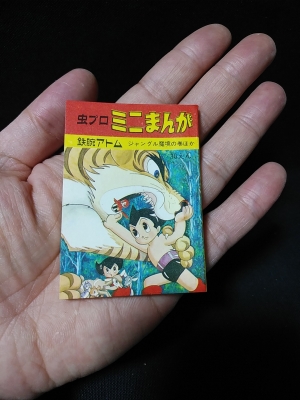 虫プロ ミニまんが
鉄腕アトム ジャングル魔境の巻ほか